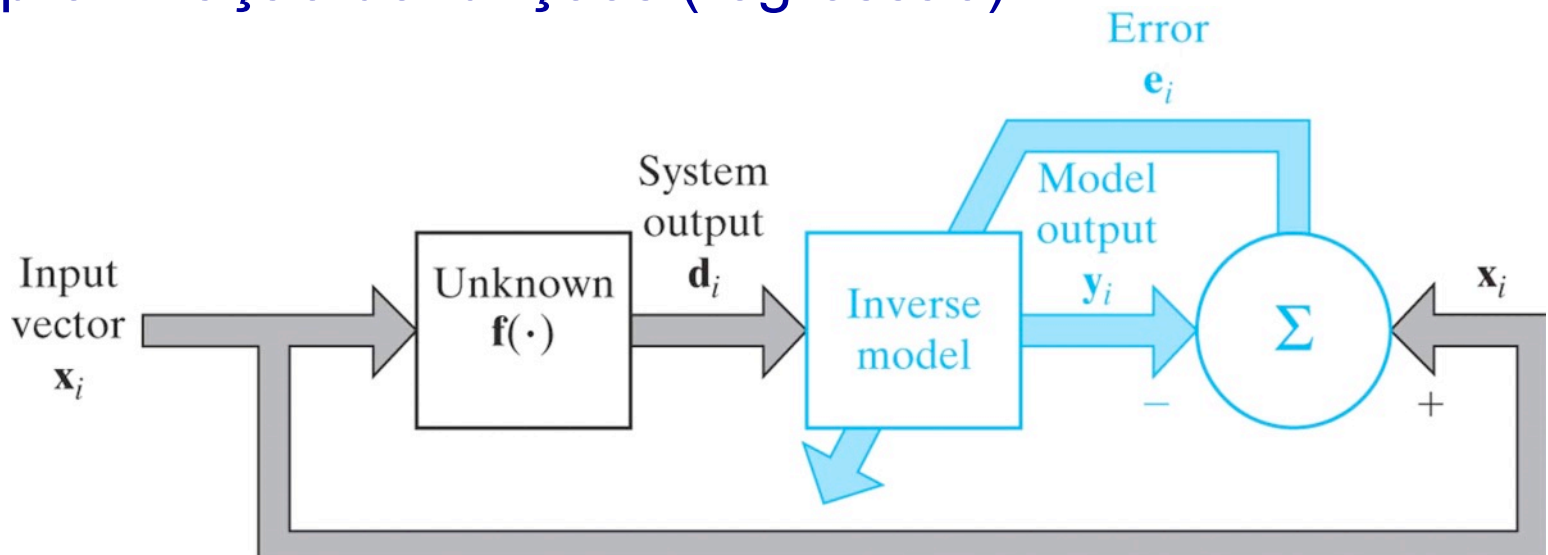 Error
e_i
System
output
d_i
Model
output
y_i
Input
vector
x_i
Unknown
f(·)
Inverse
model
Σ
x_i
−
+